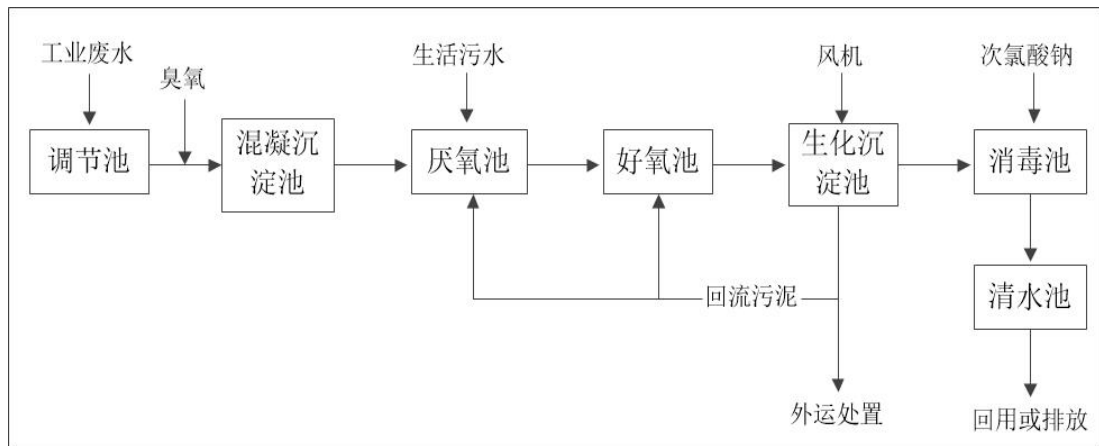 工业废水
臭氧
生活污水
风机
次氯酸钠
调节池
混凝沉
淀池
厌氧池
好氧池
生化沉
淀池
消毒池
回流污泥
清水池
外运处置
回用或排放